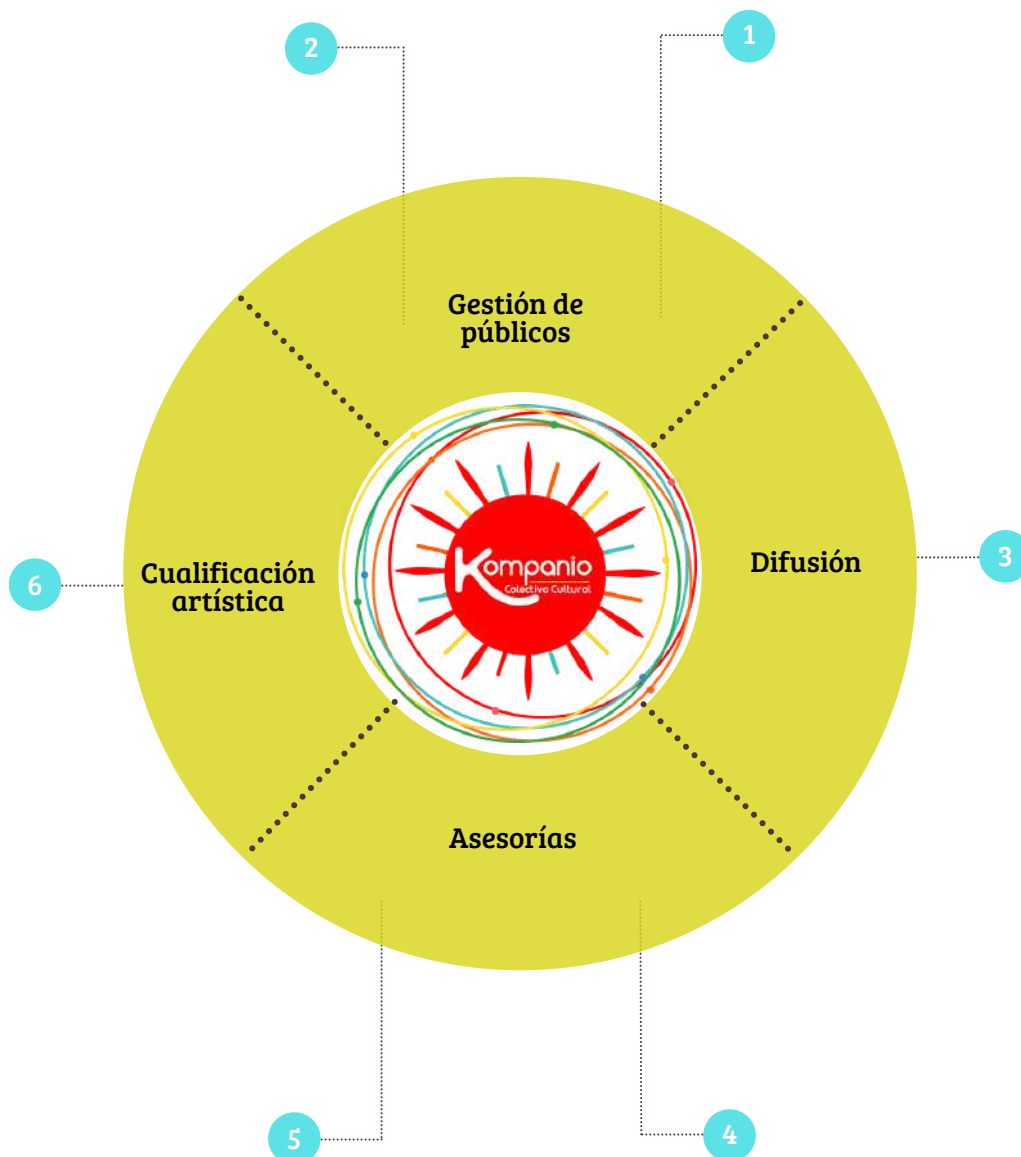 2
1
Gestión de
públicos
Kompanio
Colectivo Cultural
Difusión
3
6
Cualificación
artística
Asesorías
5
4